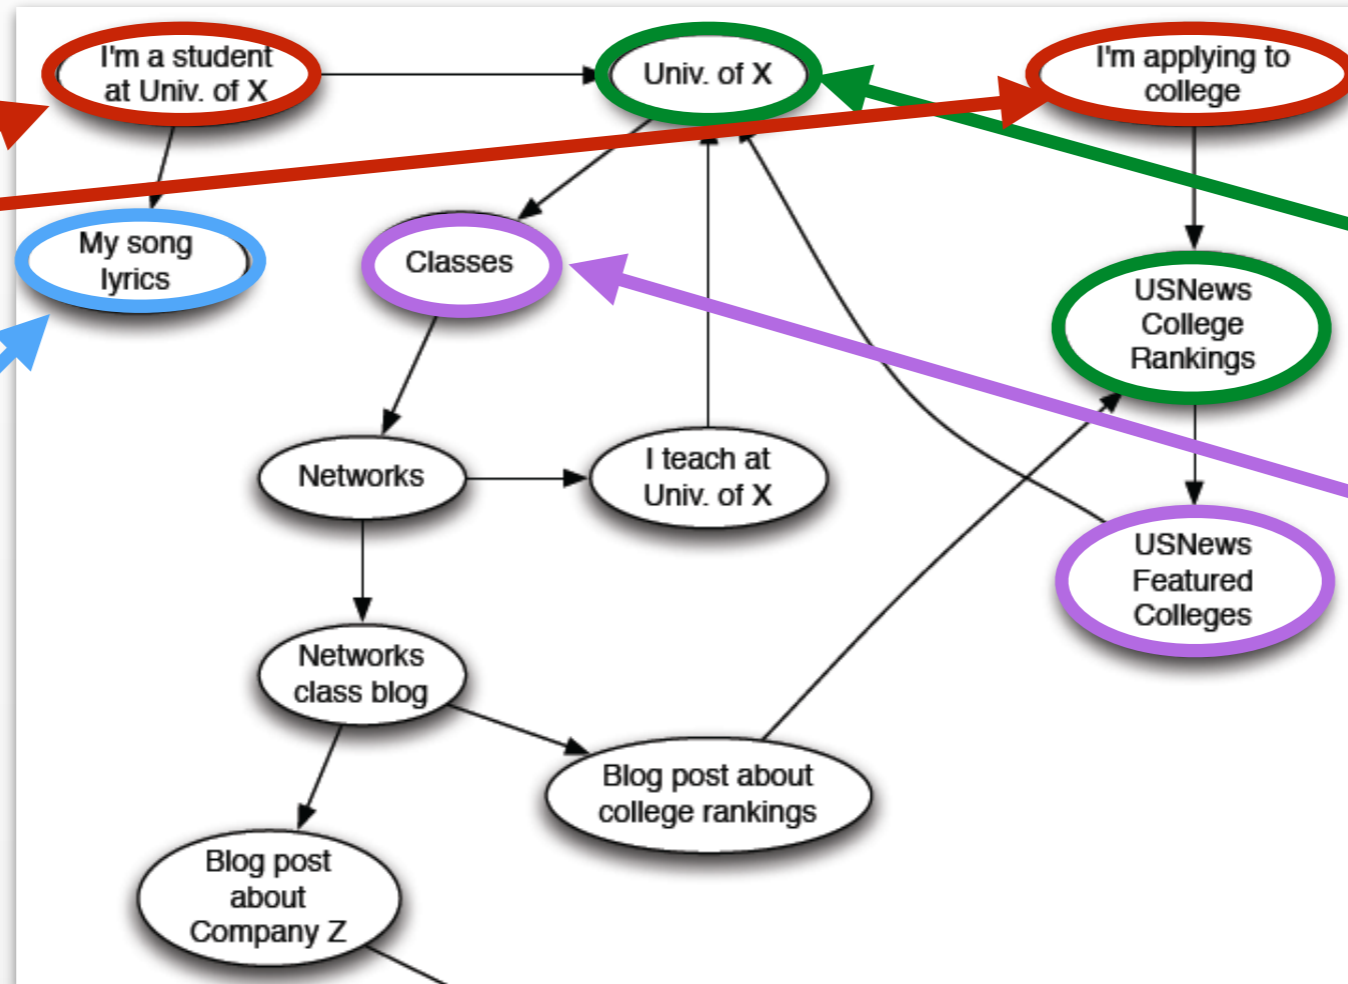 I'm a student
at Univ. of X
Univ. of X
I'm applying to
college
My song
lyrics
Classes
USNews
College
Rankings
Networks
I teach at
Univ. of X
USNews
Featured
Colleges
Networks
class blog
Blog post about
college rankings
Blog post
about
Company Z